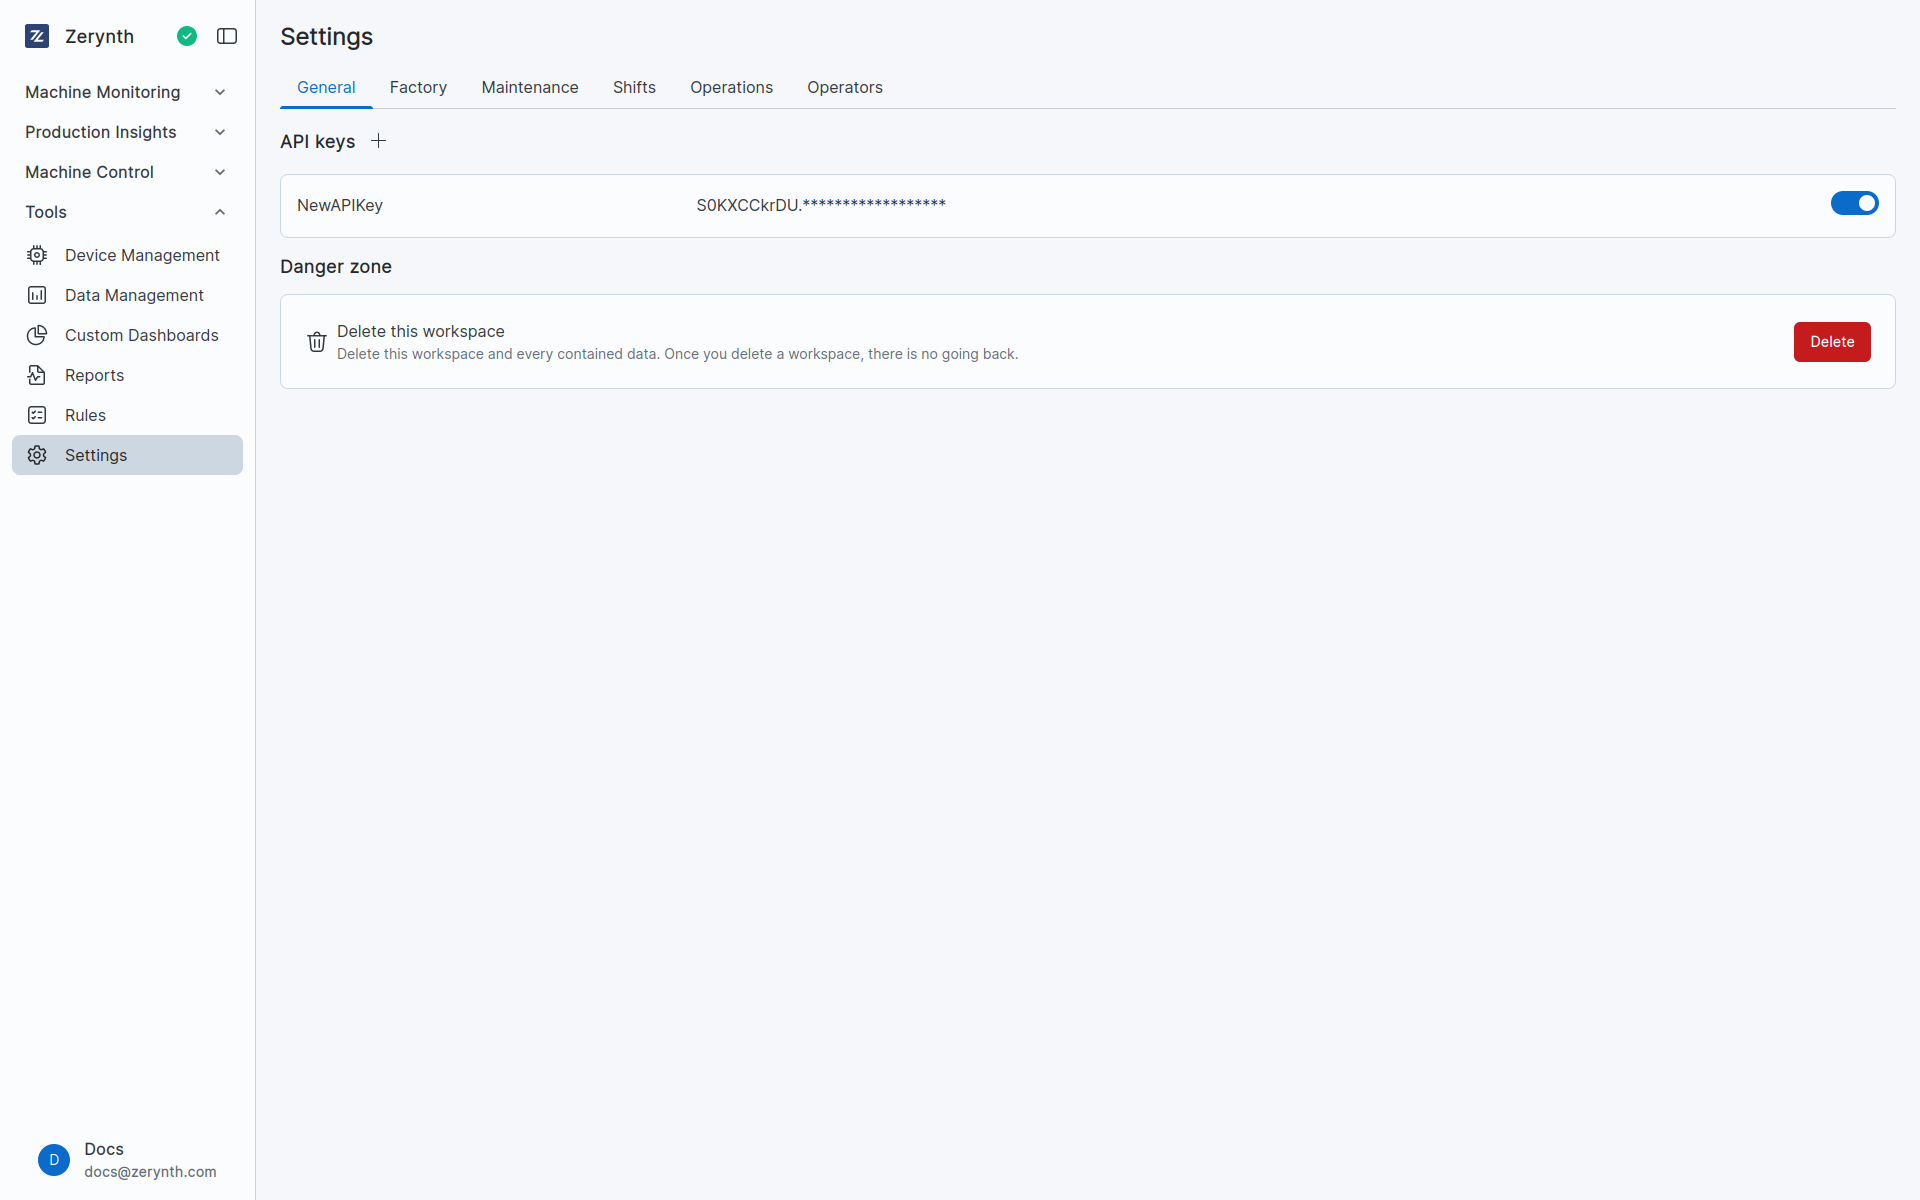 Zerynth
Machine Monitoring
Production Insights
Machine Control
Tools
Device Management
Data Management
Custom Dashboards
Reports
Rules
Settings
Docs
D
docs@zerynth.com
Settings
General Factory Maintenance Shifts Operations Operators
API keys
NewAPIKey S0KXCCkrDU.******************
Danger zone
Delete this workspace
Delete this workspace and every contained data. Once you delete a workspace, there is no going back.
Delete